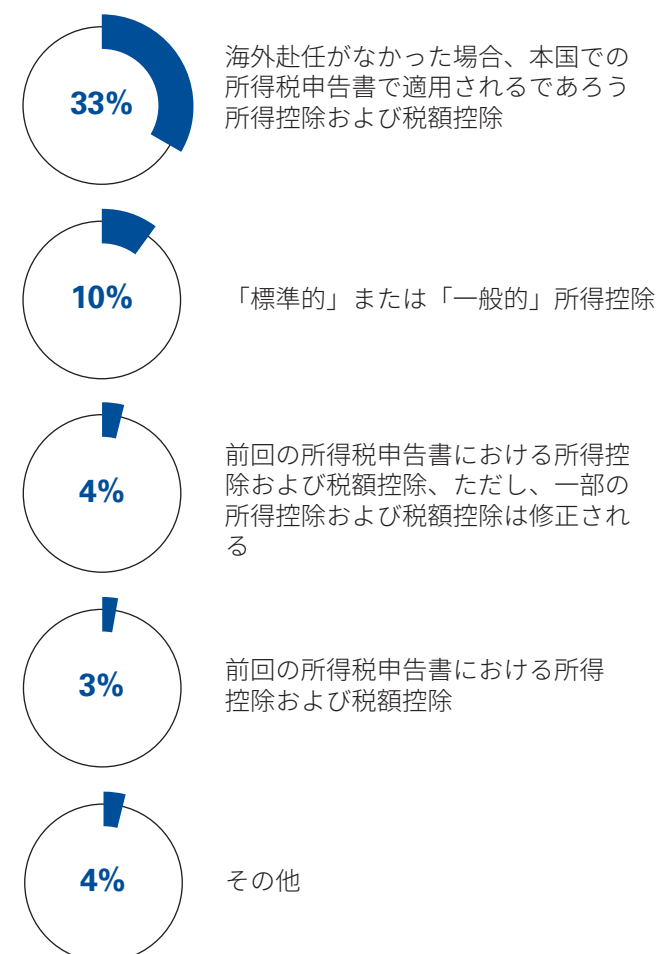 33%
海外赴任がなかった場合、本国での
所得税申告書で適用されるであろう
所得控除および税額控除
10%
「標準的」または「一般的」所得控除
4%
前回の所得税申告書における所得控
除および税額控除、ただし、一部の
所得控除および税額控除は修正され
る
3%
前回の所得税申告書における所得
控除および税額控除
4%
その他